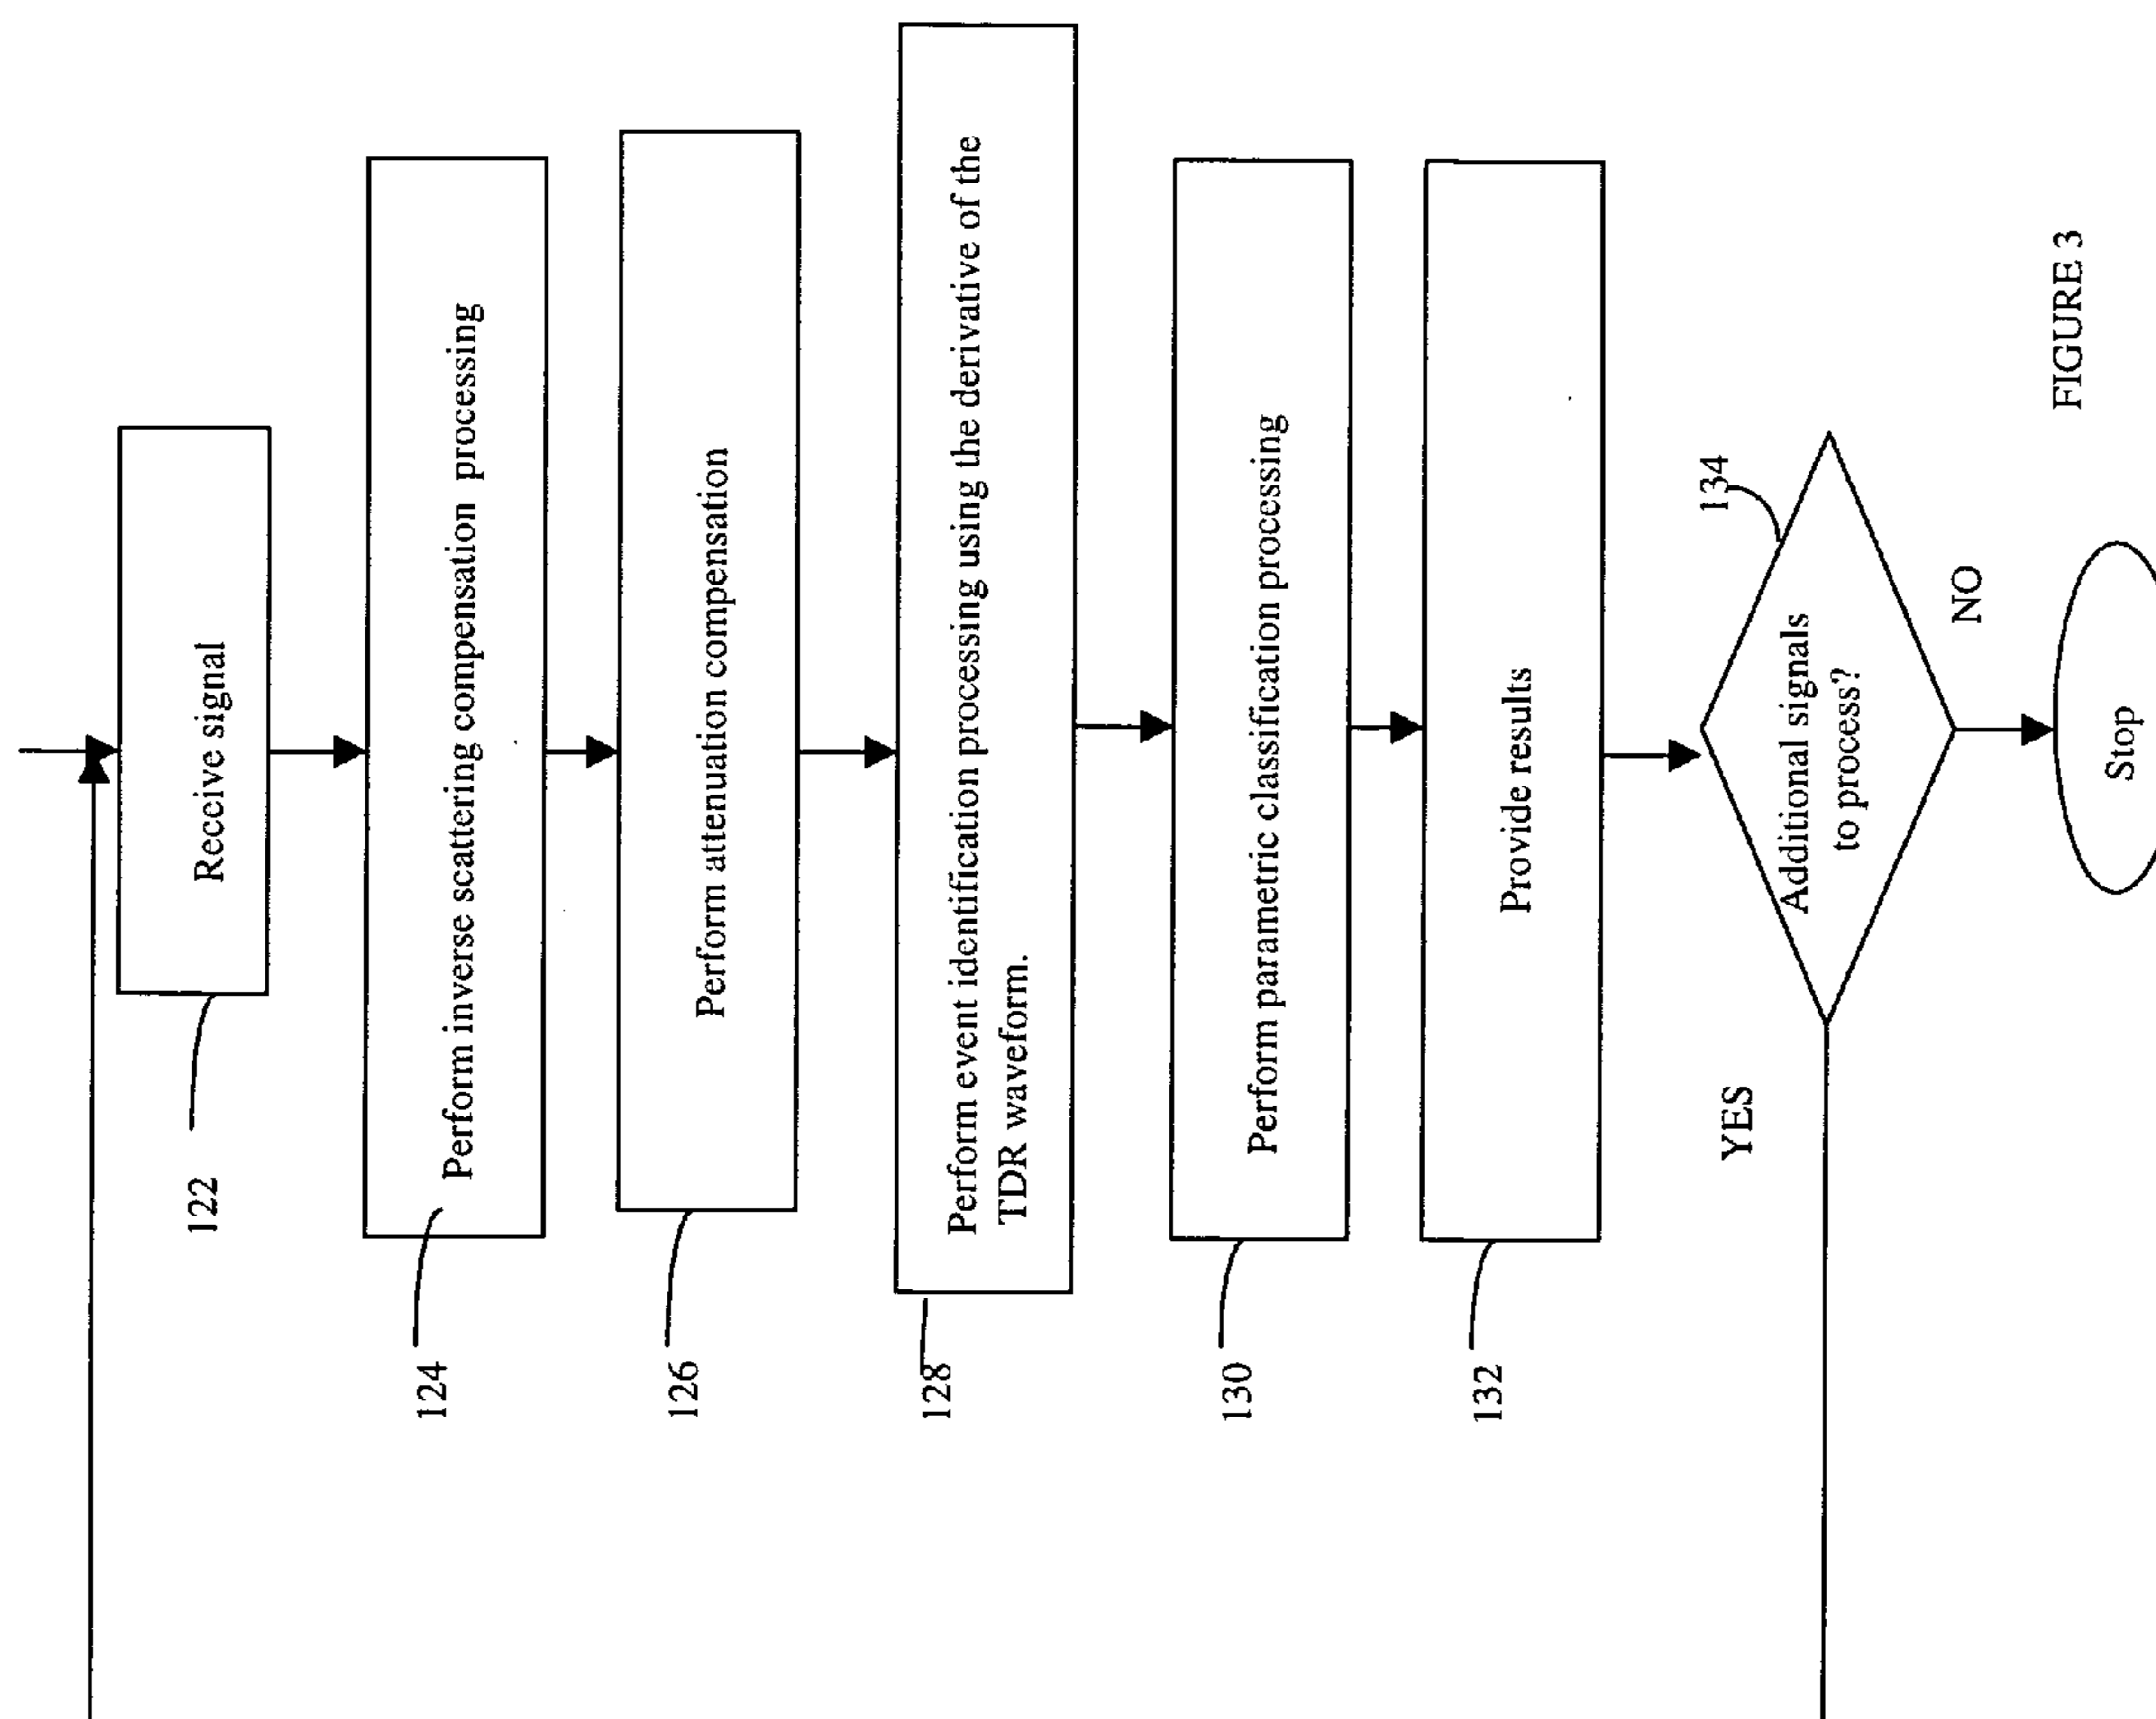 Receive signal
122
Perform inverse scattering compensation processing
124
Perform attenuation compensation
126
Perform event identification processing using the derivative of the
TDR waveform.
128
Perform parametric classification processing
130
Provide results
132
134
Additional signals
to process?
YES
NO
Stop
FIGURE 3